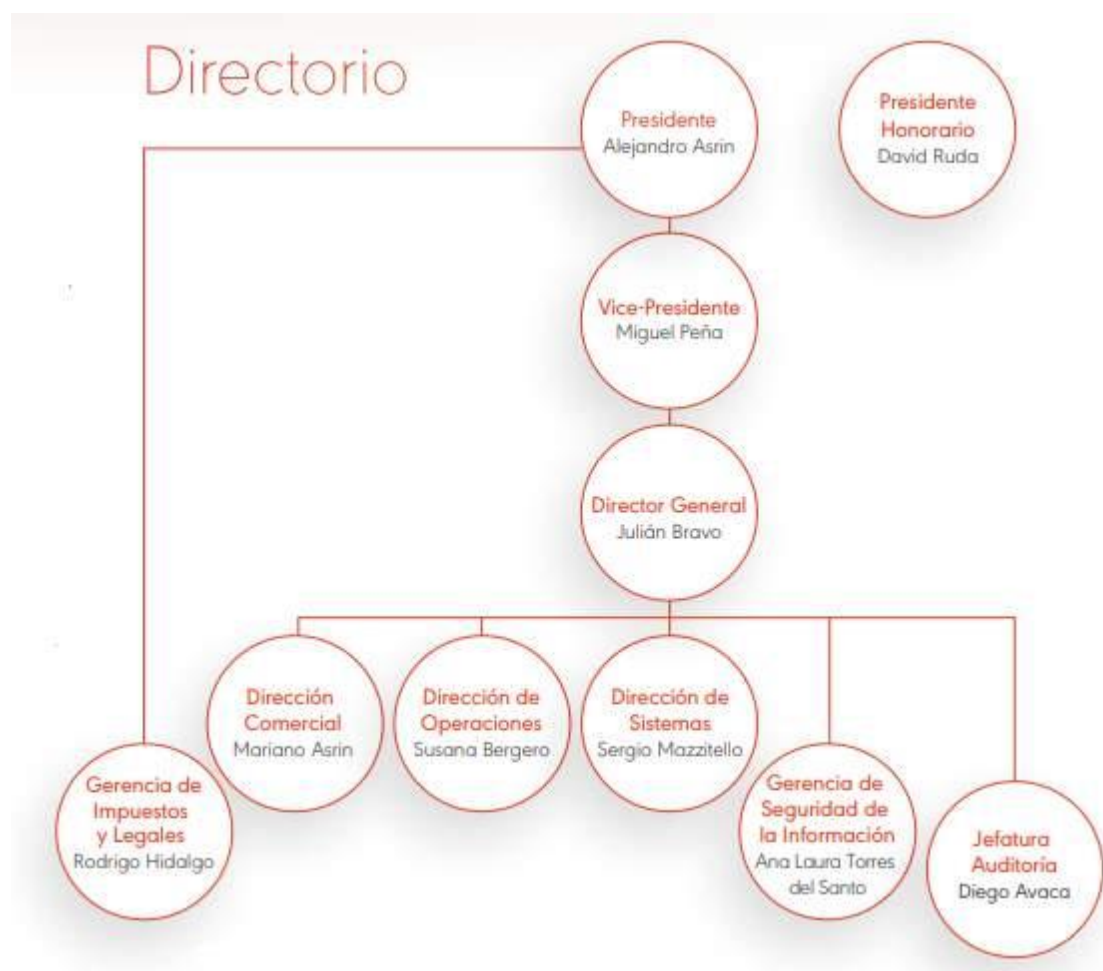 Directorio
Presidente
Alejandro Asrin
Presidente
Honorario
David Ruda
Vice-Presidente
Miguel Peña
Director General
Julián Bravo
Dirección
Comercial
Mariano Asrin
Dirección de
Operaciones
Susana Bergero
Dirección de
Sistemas
Sergio Mazzitello
Gerencia de
Impuestos
y Legales
Rodrigo Hidalgo
Gerencia de
Seguridad de
la Información
Ana Laura Torres
del Santo
Jefatura
Auditoría
Diego Avaca